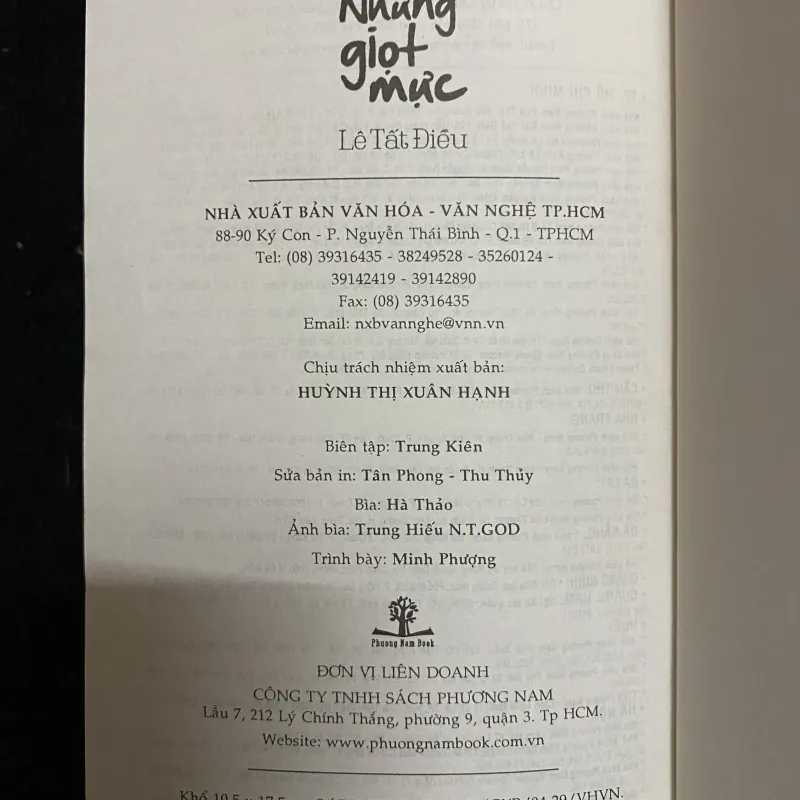 Những
giọt
mực
Lê Tất Điều
NHÀ XUẤT BẢN VĂN HÓA - VĂN NGHỆ TP.HCM
88-90 Ký Con - P. Nguyễn Thái Bình - Q.1 - TPHCM
Tel: (08) 39316435 - 38249528 - 35260124 -
39142419 - 39142890
Fax: (08) 39316435
Email: nxbvannghe@vnn.vn
Chịu trách nhiệm xuất bản:
HUỲNH THỊ XUÂN HẠNH
Biên tập: Trung Kiên
Sửa bản in: Tân Phong - Thu Thủy
Bìa: Hà Thảo
Ảnh bìa: Trung Hiếu N.T.GOD
Trình bày: Minh Phượng
Phuong Nam Book
ĐƠN VỊ LIÊN DOANH
CÔNG TY TNHH SÁCH PHƯƠNG NAM
Lầu 7, 212 Lý Chính Thắng, phường 9, quận 3. Tp HCM.
Website: www.phuongnambook.com.vn
Khổ 10,5 x 17,5